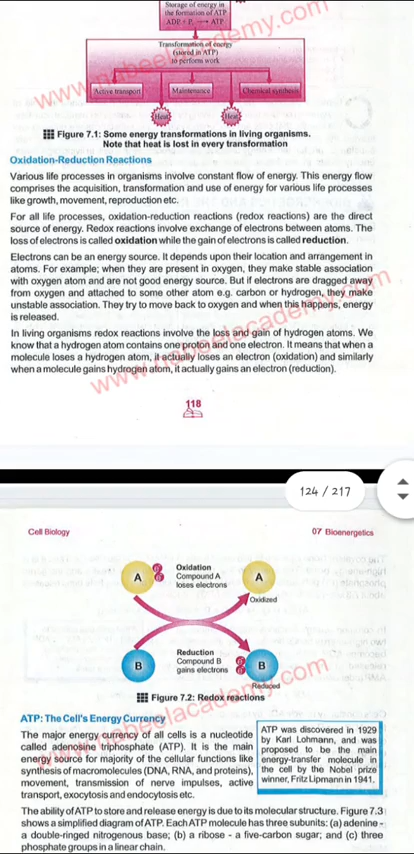 Storage of energy in
the formation of ATP
ADP + Pi → ATP
Transformation of energy
(stored in ATP)
to perform work
Active transport
Maintenance
Chemical synthesis
Heat
Heat
Figure 7.1: Some energy transformations in living organisms.
Note that heat is lost in every transformation
Oxidation-Reduction Reactions
Various life processes in organisms involve constant flow of energy. This energy flow
comprises the acquisition, transformation and use of energy for various life processes
like growth, movement, reproduction etc.
For all life processes, oxidation-reduction reactions (redox reactions) are the direct
source of energy. Redox reactions involve exchange of electrons between atoms. The
loss of electrons is called oxidation while the gain of electrons is called reduction.
Electrons can be an energy source. It depends upon their location and arrangement in
atoms. For example; when they are present in oxygen, they make stable association
with oxygen atom and are not good energy source. But if electrons are dragged away
from oxygen and attached to some other atom e.g. carbon or hydrogen, they make
unstable association. They try to move back to oxygen and when this happens, energy
is released.
In living organisms redox reactions involve the loss and gain of hydrogen atoms. We
know that a hydrogen atom contains one proton and one electron. It means that when a
molecule loses a hydrogen atom, it actually loses an electron (oxidation) and similarly
when a molecule gains hydrogen atom, it actually gains an electron (reduction).
www.nabeelacademy.com
www.nabeelacademy.com
118
124 / 217
Cell Biology
07 Bioenergetics
A
Oxidation
Compound A
loses electrons
A
Oxidized
B
Reduction
Compound B
gains electrons
B
Reduced
Figure 7.2: Redox reactions
www.nabeelacademy.com
ATP: The Cell's Energy Currency
The major energy currency of all cells is a nucleotide
called adenosine triphosphate (ATP). It is the main
energy source for majority of the cellular functions like
synthesis of macromolecules (DNA, RNA, and proteins),
movement, transmission of nerve impulses, active
transport, exocytosis and endocytosis etc.
ATP was discovered in 1929
by Karl Lohmann, and was
proposed to be the main
energy-transfer molecule in
the cell by the Nobel prize
winner, Fritz Lipmann in 1941.
The ability of ATP to store and release energy is due to its molecular structure. Figure 7.3
shows a simplified diagram of ATP. Each ATP molecule has three subunits: (a) adenine -
a double-ringed nitrogenous base; (b) a ribose - a five-carbon sugar; and (c) three
phosphate groups in a linear chain.